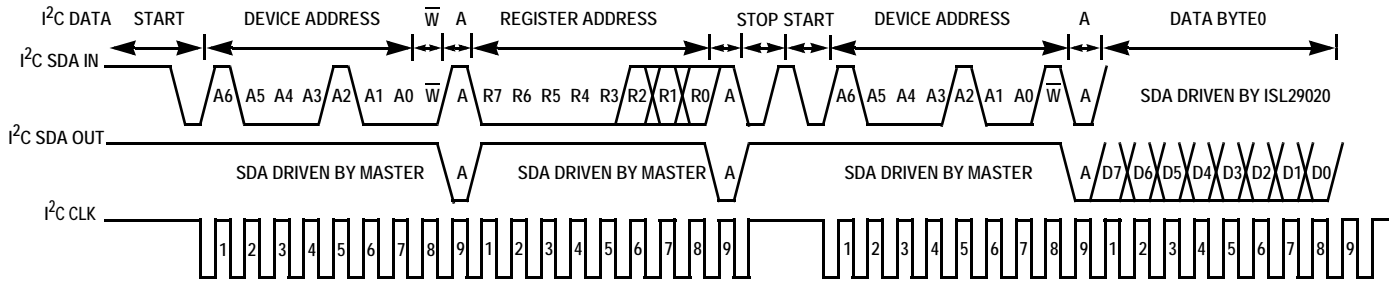 I²C DATA START DEVICE ADDRESS W̅ A REGISTER ADDRESS STOP START DEVICE ADDRESS A DATA BYTE0
I²C SDA IN
A6 A5 A4 A3 A2 A1 A0 W̅ A R7 R6 R5 R4 R3 R2 R1 R0 A A6 A5 A4 A3 A2 A1 A0 W̅ A SDA DRIVEN BY ISL29020
I²C SDA OUT
SDA DRIVEN BY MASTER A SDA DRIVEN BY MASTER A SDA DRIVEN BY MASTER A D7 D6 D5 D4 D3 D2 D1 D0
I²C CLK
1 2 3 4 5 6 7 8 9 1 2 3 4 5 6 7 8 9 1 2 3 4 5 6 7 8 9 1 2 3 4 5 6 7 8 9